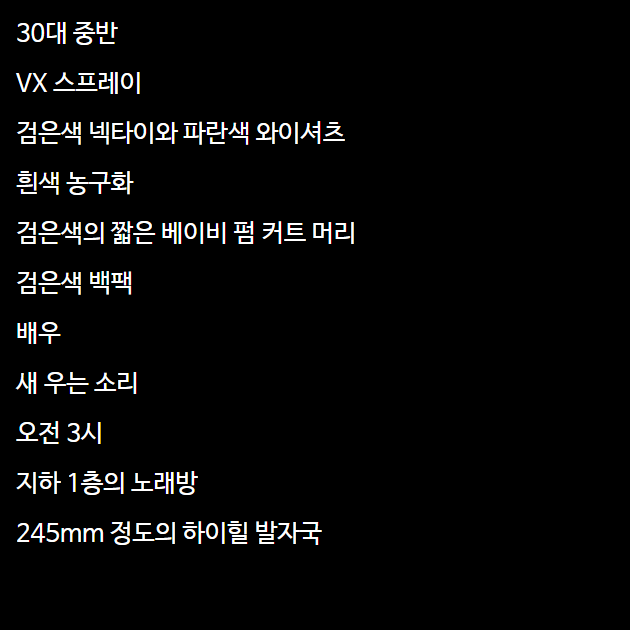 30대 중반
VX 스프레이
검은색 넥타이와 파란색 와이셔츠
흰색 농구화
검은색의 짧은 베이비 펌 커트 머리
검은색 백팩
배우
새 우는 소리
오전 3시
지하 1층의 노래방
245mm 정도의 하이힐 발자국